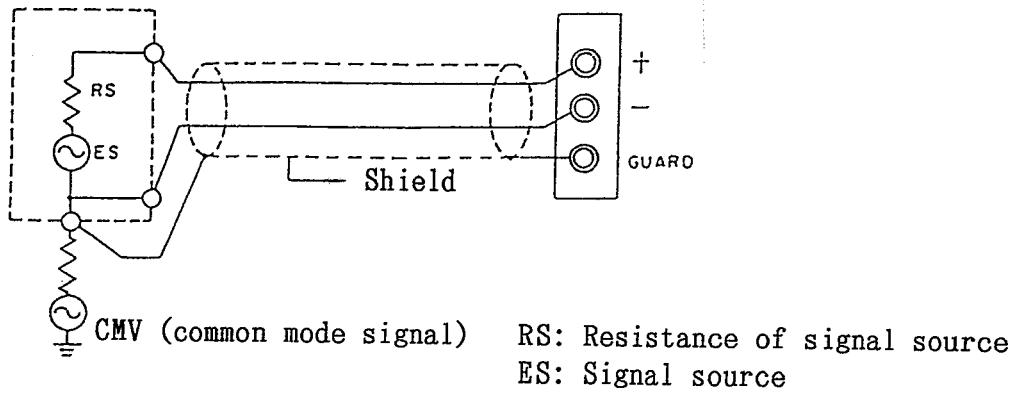 RS
+
ES
−
GUARD
Shield
CMV (common mode signal)
RS: Resistance of signal source
ES: Signal source